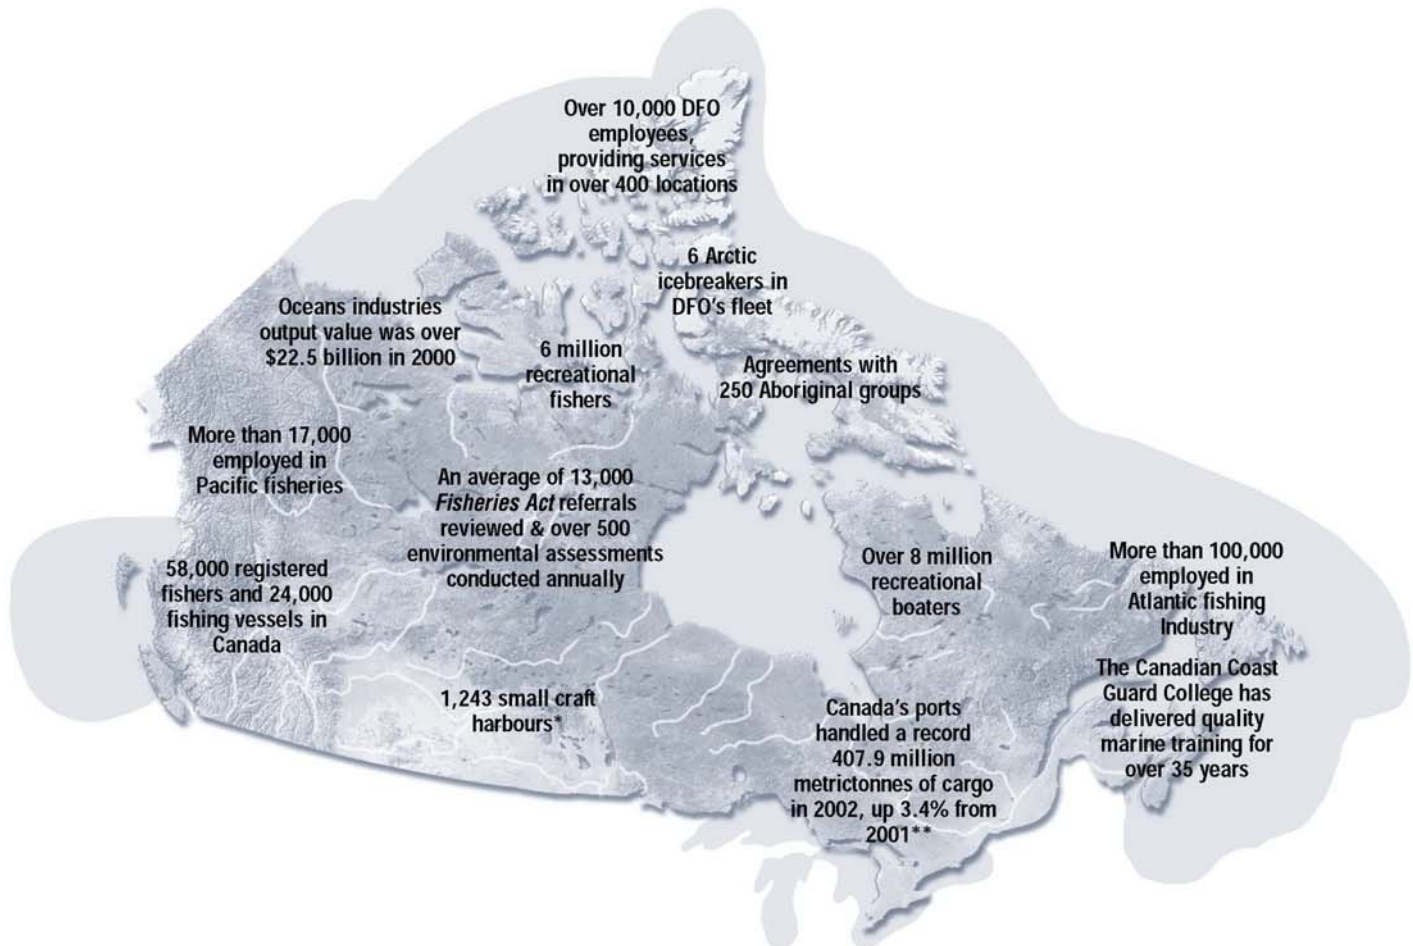 Over 10,000 DFO
employees,
providing services
in over 400 locations
6 Arctic
icebreakers in
DFO's fleet
Oceans industries
output value was over
$22.5 billion in 2000
6 million
recreational
fishers
Agreements with
250 Aboriginal groups
More than 17,000
employed in
Pacific fisheries
An average of 13,000
Fisheries Act referrals
reviewed & over 500
environmental assessments
conducted annually
Over 8 million
recreational
boaters
More than 100,000
employed in
Atlantic fishing
Industry
58,000 registered
fishers and 24,000
fishing vessels in
Canada
The Canadian Coast
Guard College has
delivered quality
marine training for
over 35 years
1,243 small craft
harbours*
Canada's ports
handled a record
407.9 million
metrictonnes of cargo
in 2002, up 3.4% from
2001**